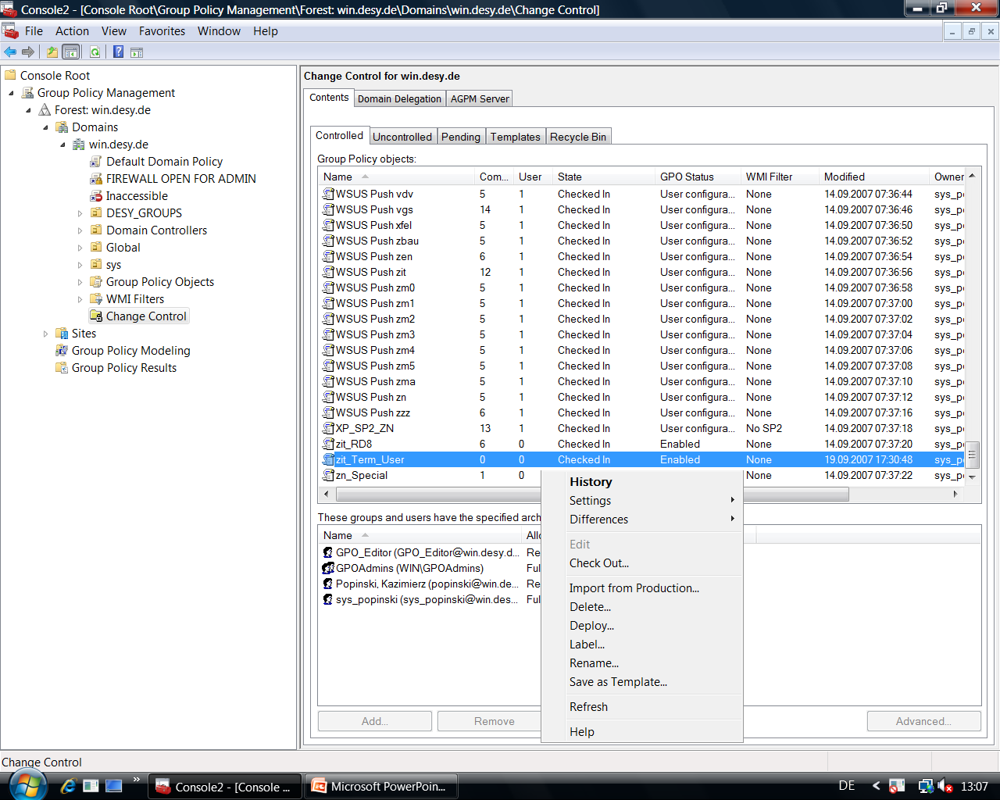 Console2 - [Console Root\Group Policy Management\Forest: win.desy.de\Domains\win.desy.de\Change Control]
File Action View Favorites Window Help
Console Root
Group Policy Management
Forest: win.desy.de
Domains
win.desy.de
Default Domain Policy
FIREWALL OPEN FOR ADMIN
Inaccessible
DESY_GROUPS
Domain Controllers
Global
sys
Group Policy Objects
WMI Filters
Change Control
Sites
Group Policy Modeling
Group Policy Results
Change Control for win.desy.de
Contents Domain Delegation AGPM Server
Controlled Uncontrolled Pending Templates Recycle Bin
Group Policy objects:
Name Com... User State GPO Status WMI Filter Modified Owner
WSUS Push vdv 5 1 Checked In User configura... None 14.09.2007 07:36:44 sys_p
WSUS Push vgs 14 1 Checked In User configura... None 14.09.2007 07:36:46 sys_p
WSUS Push xfel 5 1 Checked In User configura... None 14.09.2007 07:36:50 sys_p
WSUS Push zbau 5 1 Checked In User configura... None 14.09.2007 07:36:52 sys_p
WSUS Push zen 6 1 Checked In User configura... None 14.09.2007 07:36:54 sys_p
WSUS Push zit 12 1 Checked In User configura... None 14.09.2007 07:36:56 sys_p
WSUS Push zm0 5 1 Checked In User configura... None 14.09.2007 07:36:58 sys_p
WSUS Push zm1 5 1 Checked In User configura... None 14.09.2007 07:37:00 sys_p
WSUS Push zm2 5 1 Checked In User configura... None 14.09.2007 07:37:02 sys_p
WSUS Push zm3 5 1 Checked In User configura... None 14.09.2007 07:37:04 sys_p
WSUS Push zm4 5 1 Checked In User configura... None 14.09.2007 07:37:06 sys_p
WSUS Push zm5 5 1 Checked In User configura... None 14.09.2007 07:37:08 sys_p
WSUS Push zma 5 1 Checked In User configura... None 14.09.2007 07:37:10 sys_p
WSUS Push zn 5 1 Checked In User configura... None 14.09.2007 07:37:12 sys_p
WSUS Push zzz 6 1 Checked In User configura... None 14.09.2007 07:37:16 sys_p
XP_SP2_ZN 13 1 Checked In User configura... No SP2 14.09.2007 07:37:18 sys_p
zit_RD8 6 0 Checked In Enabled None 14.09.2007 07:37:20 sys_p
zit_Term_User 0 0 Checked In Enabled None 19.09.2007 17:30:48 sys_p
zn_Special 1 0 None 14.09.2007 07:37:22 sys_p
History
Settings
Differences
Edit
Check Out...
Import from Production...
Delete...
Deploy...
Label...
Rename...
Save as Template...
Refresh
Help
These groups and users have the specified arch
Name Allo
GPO_Editor (GPO_Editor@win.desy.d... Re
GPOAdmins (WIN\GPOAdmins) Ful
Popinski, Kazimierz (popinski@win.de... Re
sys_popinski (sys_popinski@win.des... Ful
Add... Remove Advanced...
Change Control
Console2 - [Console ... Microsoft PowerPoin... DE 13:07